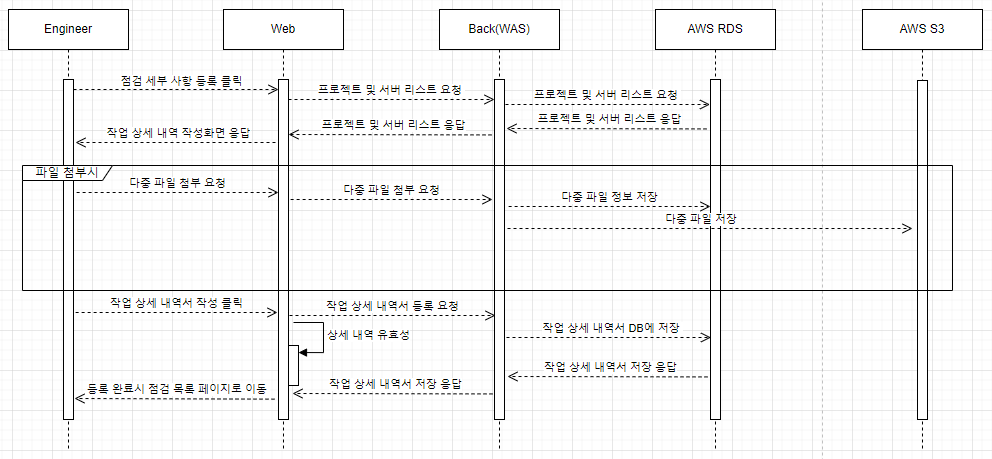 Engineer
Web
Back(WAS)
AWS RDS
AWS S3
점검 세부 사항 등록 클릭
프로젝트 및 서버 리스트 요청
프로젝트 및 서버 리스트 요청
프로젝트 및 서버 리스트 응답
프로젝트 및 서버 리스트 응답
작업 상세 내역 작성화면 응답
파일 첨부시
다중 파일 첨부 요청
다중 파일 첨부 요청
다중 파일 정보 저장
다중 파일 저장
작업 상세 내역서 작성 클릭
작업 상세 내역서 등록 요청
상세 내역 유효성
작업 상세 내역서 DB에 저장
작업 상세 내역서 저장 응답
작업 상세 내역서 저장 응답
등록 완료시 점검 목록 페이지로 이동